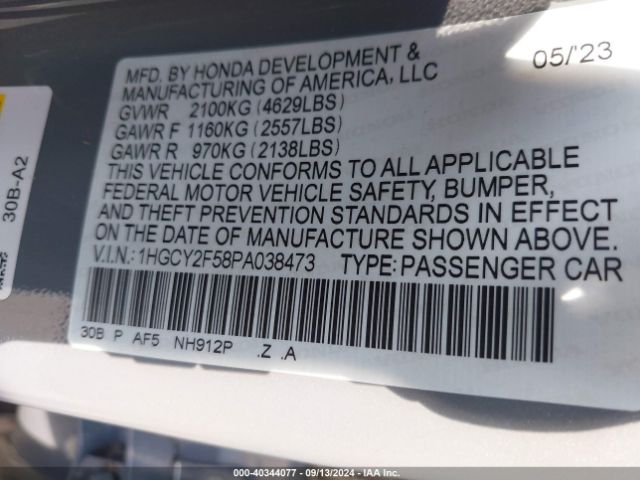 MFD. BY HONDA DEVELOPMENT & 05/'23
MANUFACTURING OF AMERICA, LLC
GVWR 2100KG (4629LBS)
GAWR F 1160KG (2557LBS)
GAWR R 970KG (2138LBS)
THIS VEHICLE CONFORMS TO ALL APPLICABLE
FEDERAL MOTOR VEHICLE SAFETY, BUMPER,
AND THEFT PREVENTION STANDARDS IN EFFECT
ON THE DATE OF MANUFACTURE SHOWN ABOVE.
V.I.N.:1HGCY2F58PA038473 TYPE:PASSENGER CAR
30B P AF5 NH912P .Z .A
30B-A2
000-40344077 - 09/13/2024 - IAA Inc.